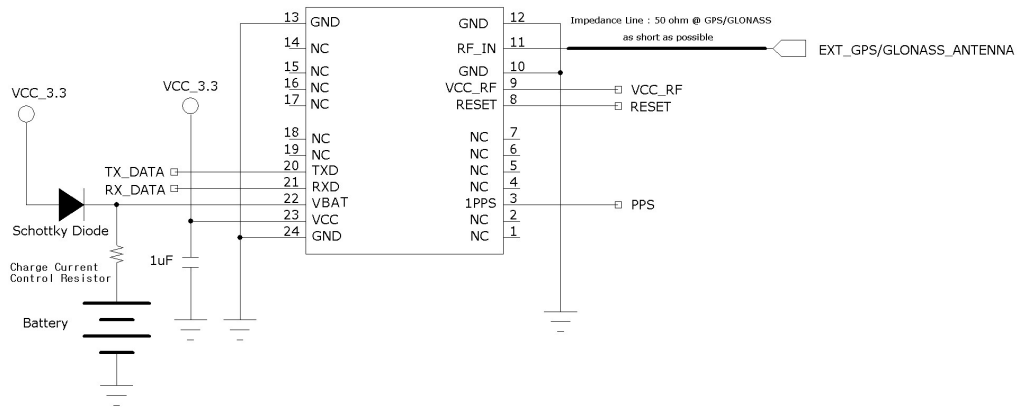 13 GND GND 12 Impedance Line : 50 ohm @ GPS/GLONASS
as short as possible
14 NC RF_IN 11 EXT_GPS/GLONASS_ANTENNA
15 NC GND 10
16 NC VCC_RF 9 VCC_RF
17 NC RESET 8 RESET
VCC_3.3
VCC_3.3
18 NC NC 7
19 NC NC 6
TX_DATA 20 TXD NC 5
RX_DATA 21 RXD NC 4
22 VBAT 1PPS 3 PPS
23 VCC NC 2
24 GND NC 1
Schottky Diode
1uF
Charge Current
Control Resistor
Battery